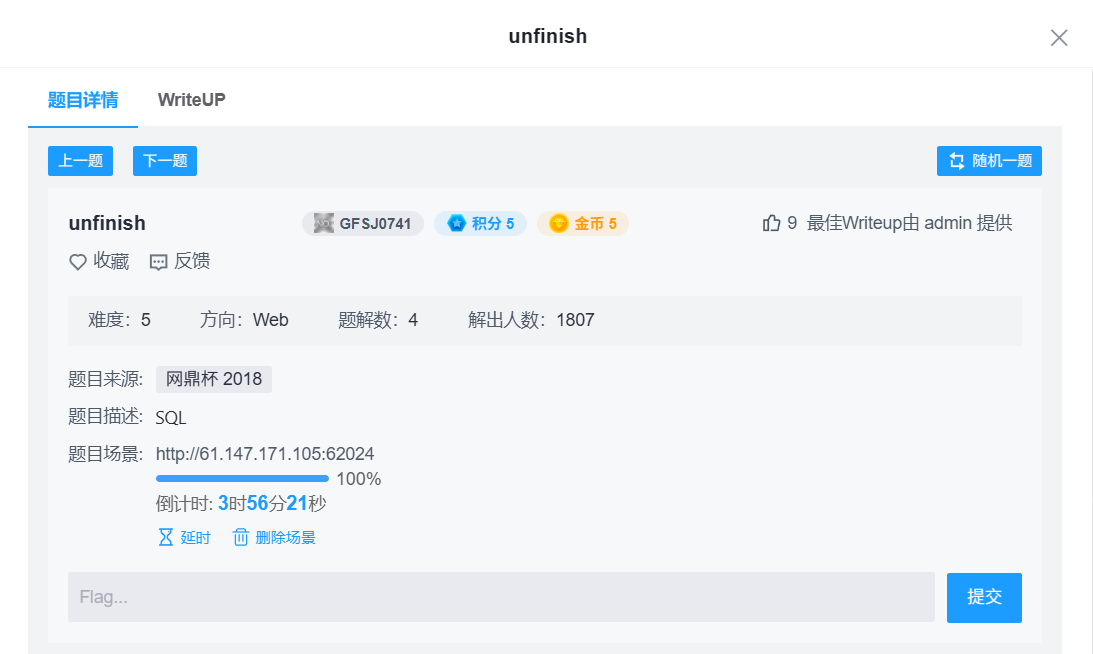 unfinish
题目详情 WriteUP
上一题 下一题 随机一题
unfinish GFSJ0741 积分 5 金币 5 9 最佳Writeup由 admin 提供
收藏 反馈
难度: 5 方向: Web 题解数: 4 解出人数: 1807
题目来源: 网鼎杯 2018
题目描述: SQL
题目场景: http://61.147.171.105:62024
100%
倒计时: 3时56分21秒
延时 删除场景
Flag... 提交